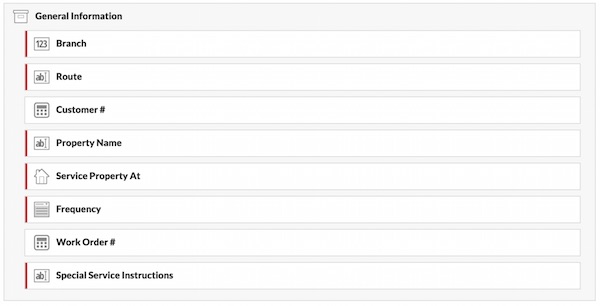 General Information
123 Branch
ab Route
Customer #
ab Property Name
Service Property At
Frequency
Work Order #
ab Special Service Instructions